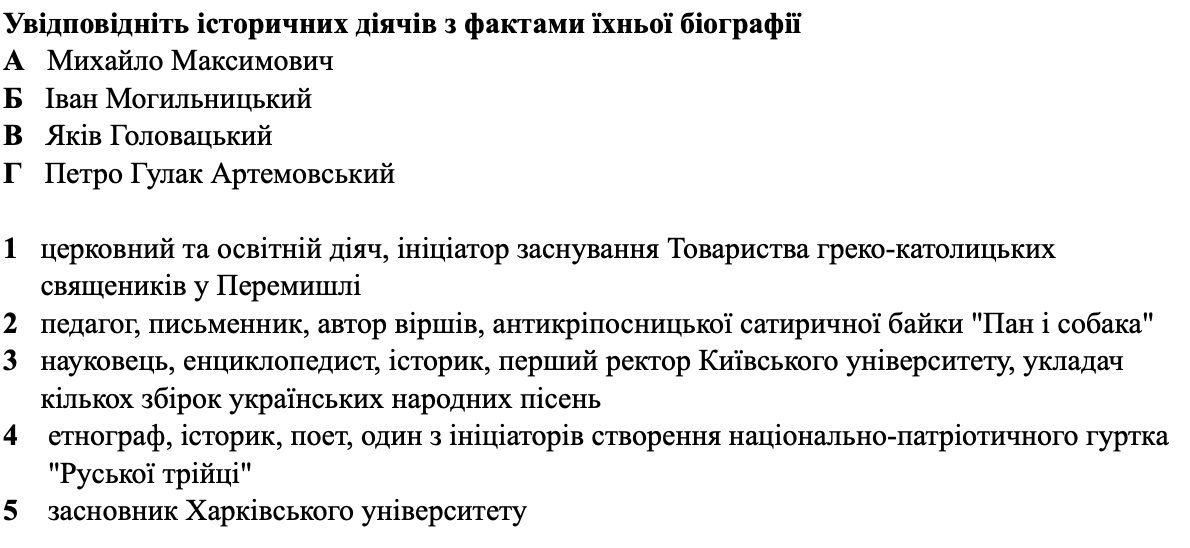 Увідповідніть історичних діячів з фактами їхньої біографії
А Михайло Максимович
Б Іван Могильницький
В Яків Головацький
Г Петро Гулак Артемовський
1 церковний та освітній діяч, ініціатор заснування Товариства греко-католицьких
священиків у Перемишлі
2 педагог, письменник, автор віршів, антикріпосницької сатиричної байки "Пан і собака"
3 науковець, енциклопедист, історик, перший ректор Київського університету, укладач
кількох збірок українських народних пісень
4 етнограф, історик, поет, один з ініціаторів створення національно-патріотичного гуртка
"Руської трійці"
5 засновник Харківського університету